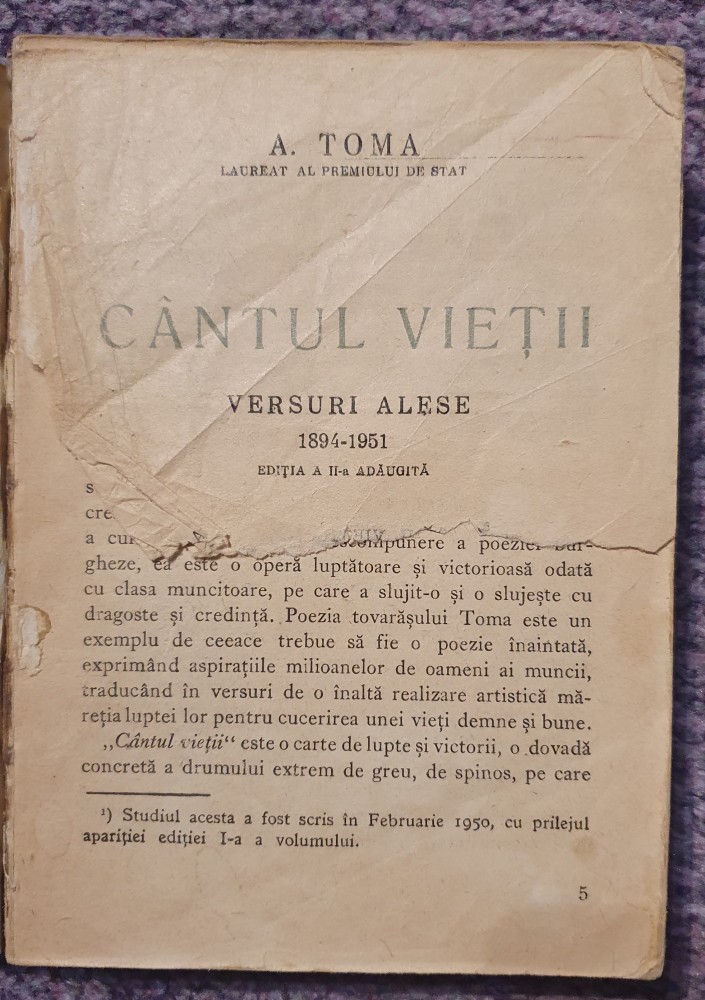 A. TOMA
LAUREAT AL PREMIULUI DE STAT
CÂNTUL VIEȚII
VERSURI ALESE
1894-1951
EDIȚIA A II-a ADĂUGITĂ
s
cre
a cu
descompunere a poeziei bur-
gheze, ea este o operă luptătoare și victorioasă odată
cu clasa muncitoare, pe care a slujit-o și o slujește cu
dragoste și credință. Poezia tovarășului Toma este un
exemplu de ceeace trebue să fie o poezie înaintată,
exprimând aspirațiile milioanelor de oameni ai muncii,
traducând în versuri de o înaltă realizare artistică mă-
reția luptei lor pentru cucerirea unei vieți demne și bune.
„Cântul vieții“ este o carte de lupte și victorii, o dovadă
concretă a drumului extrem de greu, de spinos, pe care
¹) Studiul acesta a fost scris în Februarie 1950, cu prilejul
apariției ediției I-a a volumului.
5